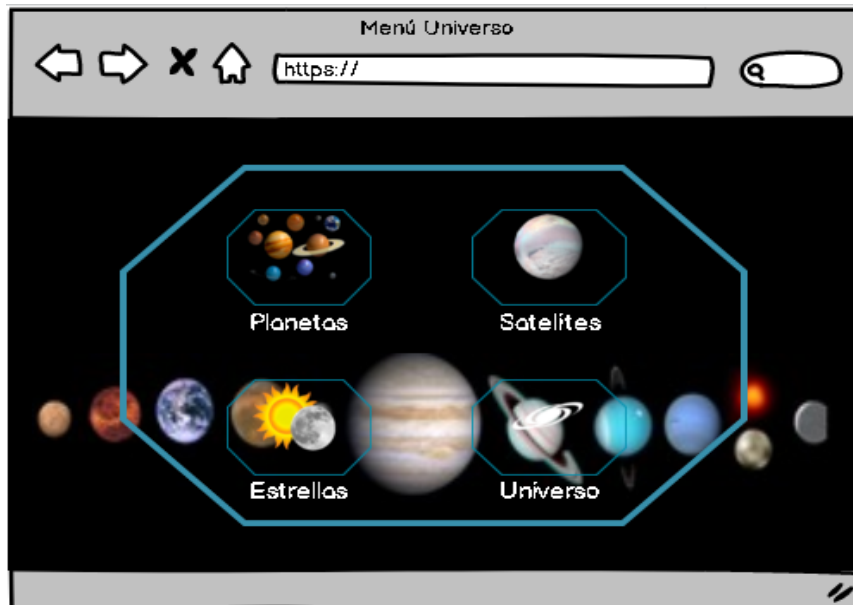 Menú Universo
https://
Planetas
Satelites
Estrellas
Universo